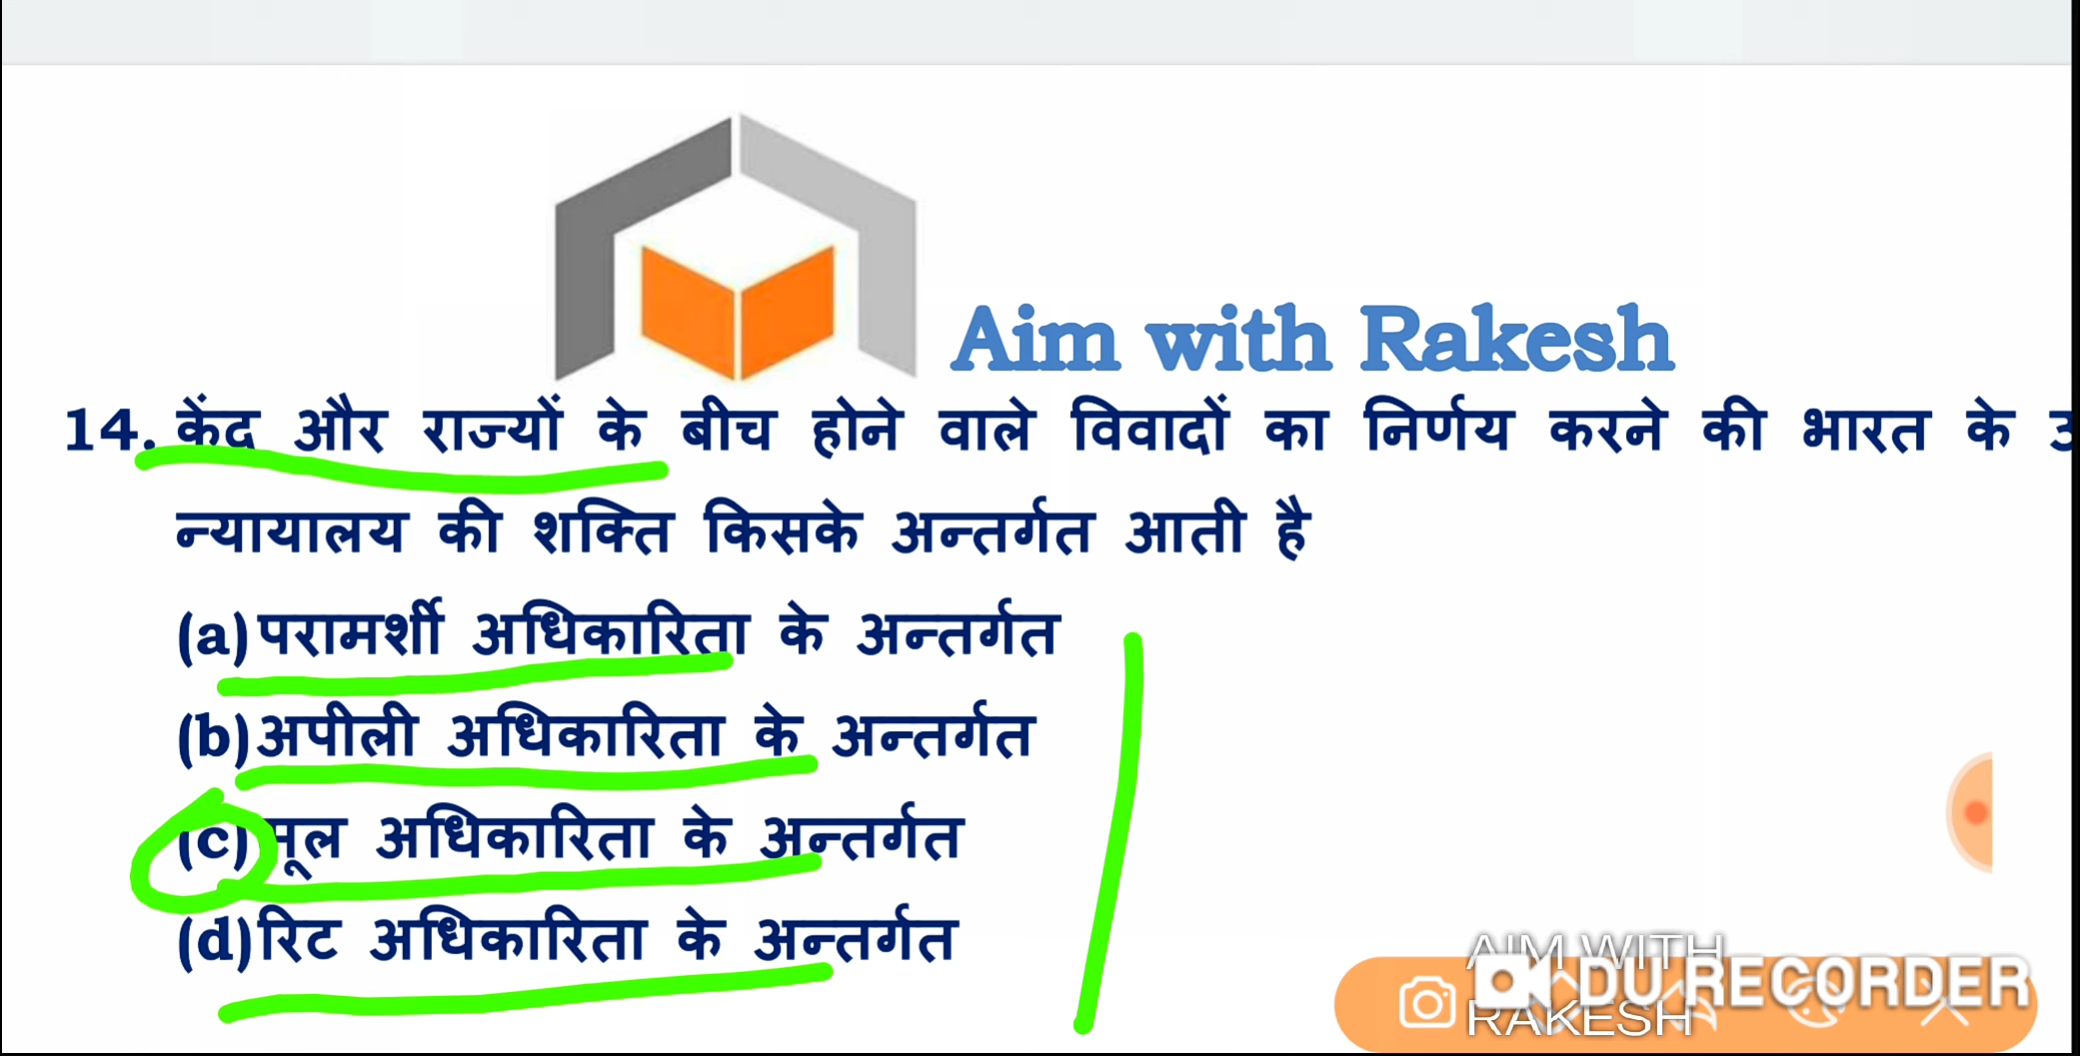 Aim with Rakesh
14. केंद और राज्यों के बीच होने वाले विवादों का निर्णय करने की भारत के
न्यायालय की शक्ति किसके अन्तर्गत आती है
(a) परामर्शी अधिकारिता के अन्तर्गत
(b) अपीली अधिकारिता के अन्तर्गत
(c) मूल अधिकारिता के अन्तर्गत
(d) रिट अधिकारिता के अन्तर्गत
AIM WITH
RAKESH
DU RECORDER